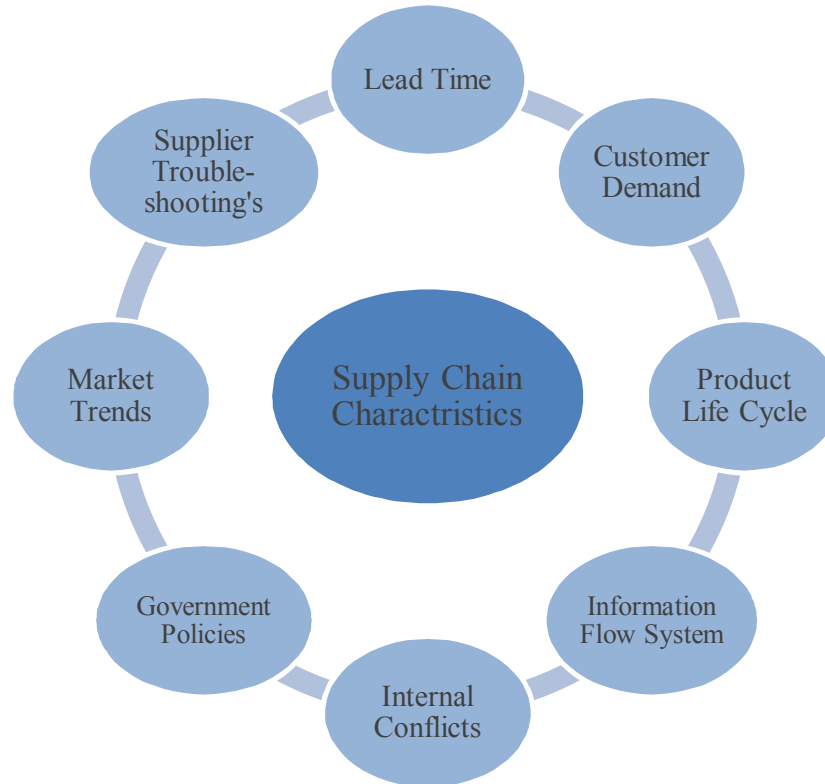 Lead Time
Customer
Demand
Product
Life Cycle
Information
Flow System
Internal
Conflicts
Government
Policies
Market
Trends
Supplier
Trouble-
shooting's
Supply Chain
Charactristics